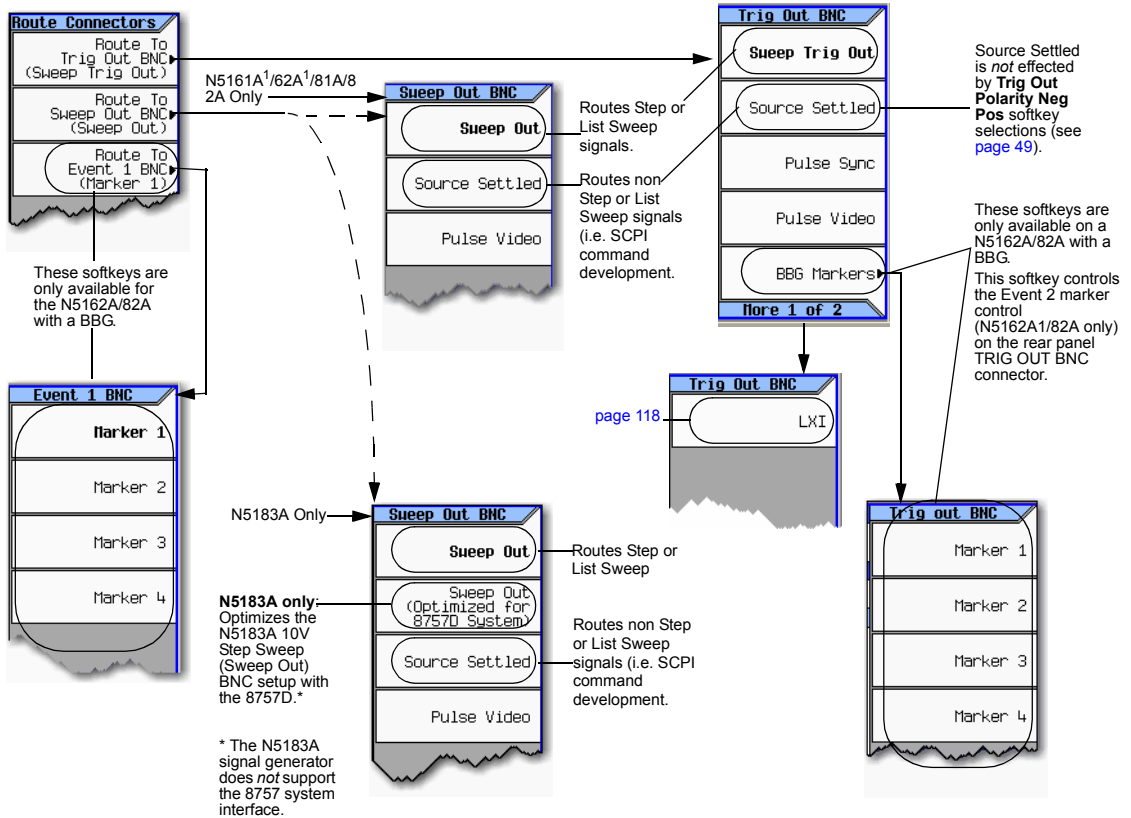 Route Connectors
Route To
Trig Out BNC
(Sweep Trig Out)
Route To
Sweep Out BNC
(Sweep Out)
Route To
Event 1 BNC
(Marker 1)
These softkeys are
only available for
the N5162A/82A
with a BBG.
Event 1 BNC
Marker 1
Marker 2
Marker 3
Marker 4
N5161A1/62A1/81A/8
2A Only
Sweep Out BNC
Sweep Out
Source Settled
Pulse Video
Routes Step or
List Sweep
signals.
Routes non
Step or List
Sweep signals
(i.e. SCPI
command
development.
Trig Out BNC
Sweep Trig Out
Source Settled
Pulse Sync
Pulse Video
BBG Markers
More 1 of 2
Source Settled
is not effected
by Trig Out
Polarity Neg
Pos softkey
selections (see
page 49).
These softkeys are
only available on a
N5162A/82A with a
BBG.
This softkey controls
the Event 2 marker
control
(N5162A1/82A only)
on the rear panel
TRIG OUT BNC
connector.
Trig Out BNC
page 118
LXI
N5183A Only
Sweep Out BNC
Sweep Out
Sweep Out
(Optimized for
8757D System)
Source Settled
Pulse Video
N5183A only:
Optimizes the
N5183A 10V
Step Sweep
(Sweep Out)
BNC setup with
the 8757D.*
* The N5183A
signal generator
does not support
the 8757 system
interface.
Routes Step or
List Sweep
Routes non Step
or List Sweep
signals (i.e. SCPI
command
development.
Trig out BNC
Marker 1
Marker 2
Marker 3
Marker 4